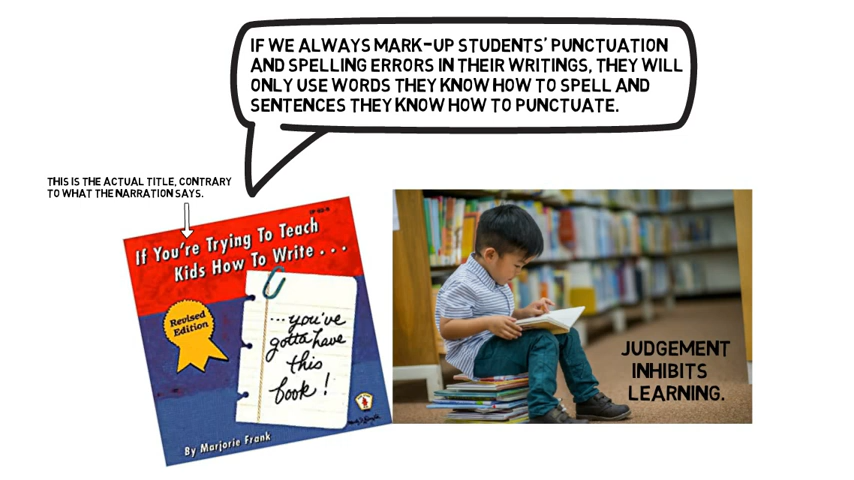 IF WE ALWAYS MARK-UP STUDENTS' PUNCTUATION
AND SPELLING ERRORS IN THEIR WRITINGS, THEY WILL
ONLY USE WORDS THEY KNOW HOW TO SPELL AND
SENTENCES THEY KNOW HOW TO PUNCTUATE.
THIS IS THE ACTUAL TITLE, CONTRARY
TO WHAT THE NARRATION SAYS.
If You're Trying To Teach
Kids How To Write . . .
Revised
Edition
...you've
gotta have
this
book!
By Marjorie Frank
JUDGEMENT
INHIBITS
LEARNING.